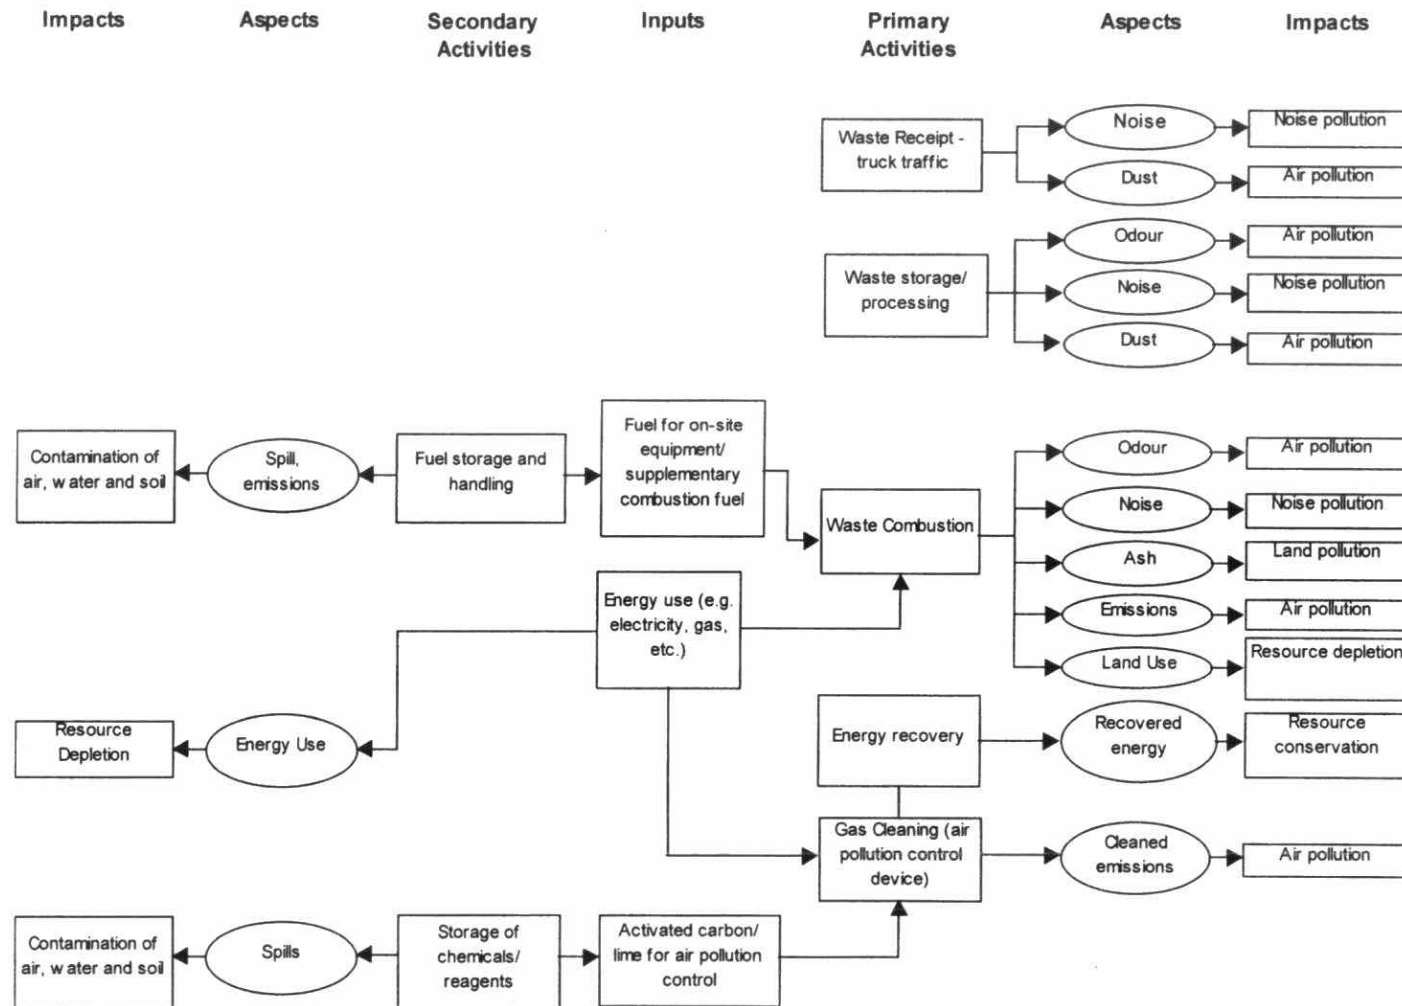 Impacts
Aspects
Secondary
Activities
Inputs
Primary
Activities
Aspects
Impacts
Waste Receipt -
truck traffic
Noise
Noise pollution
Dust
Air pollution
Waste storage/
processing
Odour
Air pollution
Noise
Noise pollution
Dust
Air pollution
Contamination of
air, water and soil
Spill,
emissions
Fuel storage and
handling
Fuel for on-site
equipment/
supplementary
combustion fuel
Waste Combustion
Odour
Air pollution
Noise
Noise pollution
Ash
Land pollution
Emissions
Air pollution
Land Use
Resource depletion
Energy use (e.g.
electricity, gas,
etc.)
Resource
Depletion
Energy Use
Energy recovery
Recovered
energy
Resource
conservation
Gas Cleaning (air
pollution control
device)
Cleaned
emissions
Air pollution
Contamination of
air, water and soil
Spills
Storage of
chemicals/
reagents
Activated carbon/
lime for air pollution
control